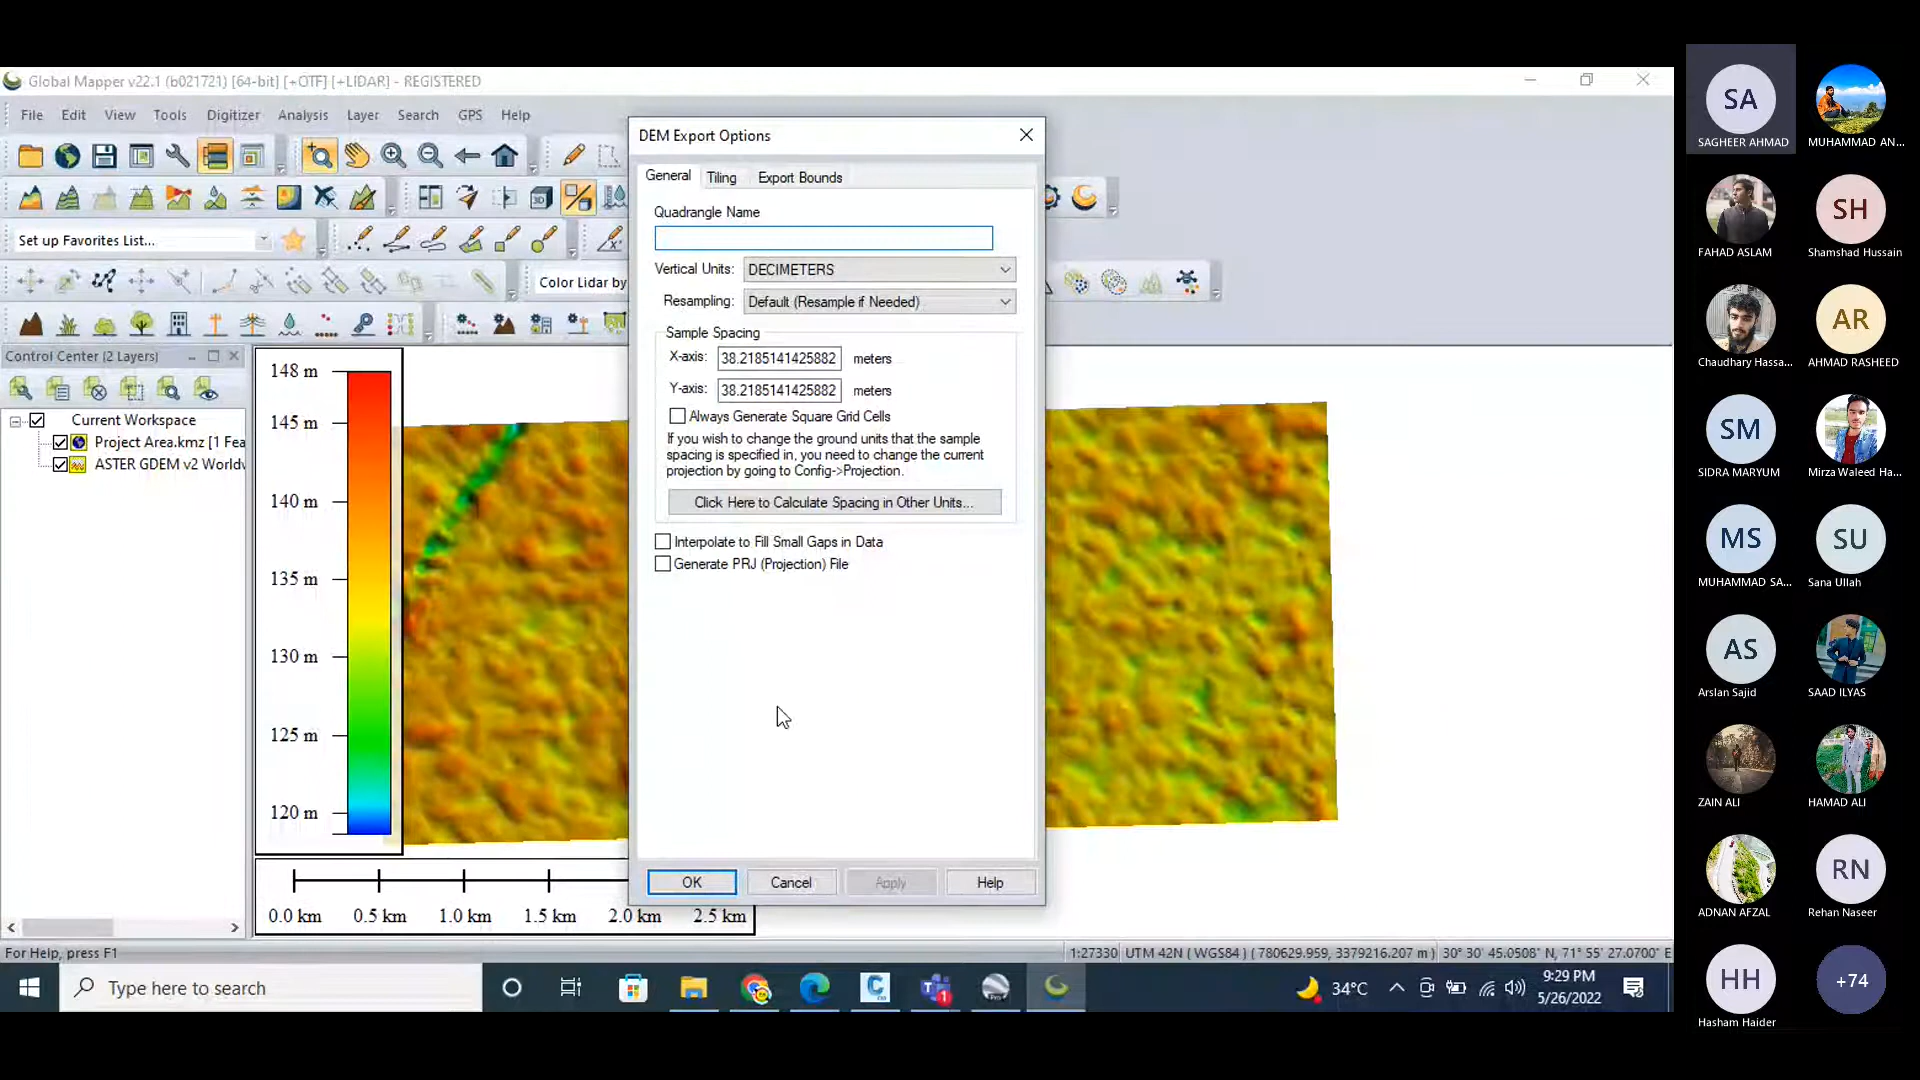 Global Mapper v22.1 (b021721) [64-bit] [+OTF] [+LIDAR] - REGISTERED
File Edit View Tools Digitizer Analysis Layer Search GPS Help
Set up Favorites List...
Color Lidar by
Control Center (2 Layers)
Current Workspace
Project Area.kmz [1 Fea
ASTER GDEM v2 Worldw
148 m
145 m
140 m
135 m
130 m
125 m
120 m
0.0 km 0.5 km 1.0 km 1.5 km 2.0 km 2.5 km
DEM Export Options
General Tiling Export Bounds
Quadrangle Name
Vertical Units: DECIMETERS
Resampling: Default (Resample if Needed)
Sample Spacing
X-axis: 38.2185141425882 meters
Y-axis: 38.2185141425882 meters
Always Generate Square Grid Cells
If you wish to change the ground units that the sample
spacing is specified in, you need to change the current
projection by going to Config->Projection.
Click Here to Calculate Spacing in Other Units...
Interpolate to Fill Small Gaps in Data
Generate PRJ (Projection) File
OK Cancel Apply Help
For Help, press F1
1:27330 UTM 42N ( WGS84 ) ( 780629.959, 3379216.207 m ) 30° 30' 45.0508" N, 71° 55' 27.0700" E
Type here to search
1
34°C
9:29 PM
5/26/2022
SA
SAGHEER AHMAD
MUHAMMAD AN...
FAHAD ASLAM
SH
Shamshad Hussain
Chaudhary Hassa...
AR
AHMAD RASHEED
SM
SIDRA MARYUM
Mirza Waleed Ha...
MS
MUHAMMAD SA...
SU
Sana Ullah
AS
Arslan Sajid
SAAD ILYAS
ZAIN ALI
HAMAD ALI
ADNAN AFZAL
RN
Rehan Naseer
HH
Hasham Haider
+74